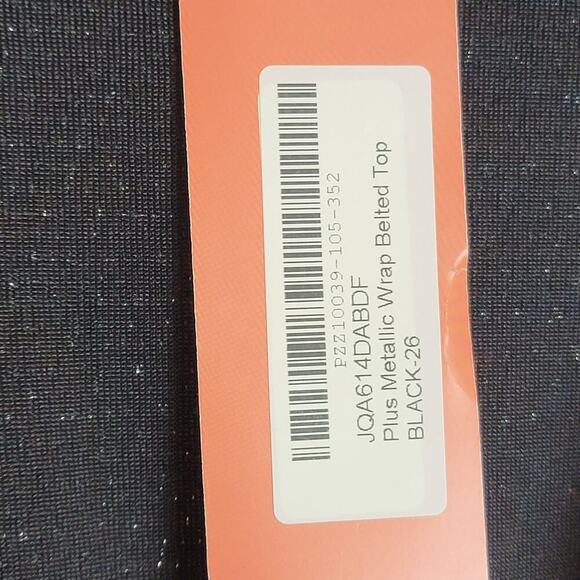 PZZ10039-105-352
JQA614DABDF
Plus Metallic Wrap Belted Top
BLACK-26